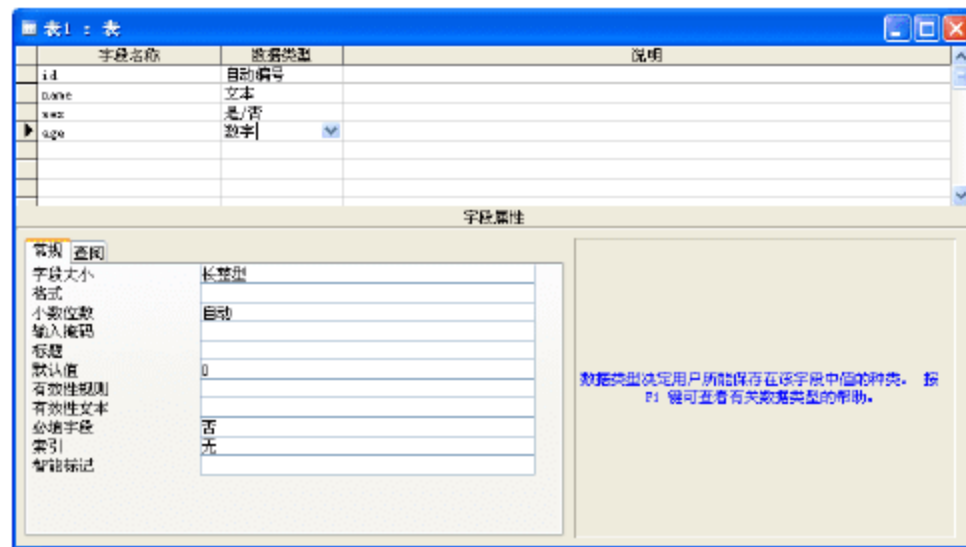 表1 : 表
字段名称 数据类型 说明
id 自动编号
name 文本
sex 是/否
age 数字
字段属性
常规 查阅
字段大小 长整型
格式
小数位数 自动
输入掩码
标题
默认值 0
有效性规则
有效性文本
必填字段 否
索引 无
智能标记
数据类型决定用户所能保存在该字段中值的种类。 按
F1 键可查看有关数据类型的帮助。